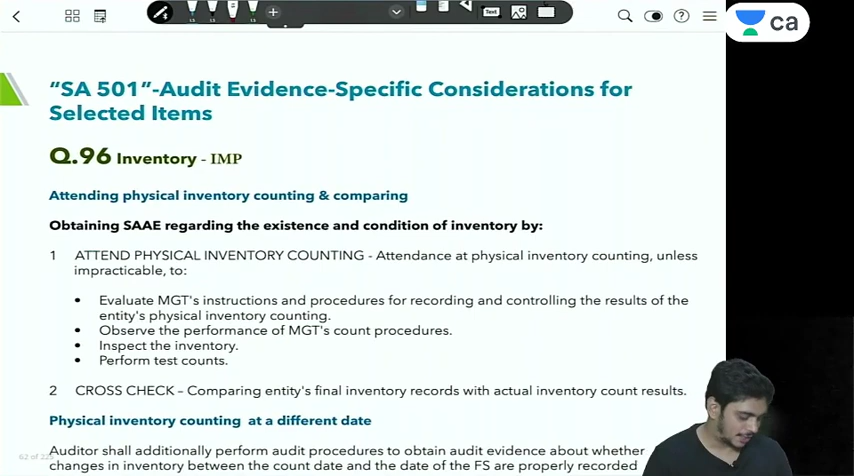 Text
ca
“SA 501”-Audit Evidence-Specific Considerations for
Selected Items
Q.96 Inventory - IMP
Attending physical inventory counting & comparing
Obtaining SAAE regarding the existence and condition of inventory by:
1 ATTEND PHYSICAL INVENTORY COUNTING - Attendance at physical inventory counting, unless
impracticable, to:
• Evaluate MGT's instructions and procedures for recording and controlling the results of the
entity's physical inventory counting.
• Observe the performance of MGT's count procedures.
• Inspect the inventory.
• Perform test counts.
2 CROSS CHECK – Comparing entity's final inventory records with actual inventory count results.
Physical inventory counting at a different date
Auditor shall additionally perform audit procedures to obtain audit evidence about whether
62 of 225
changes in inventory between the count date and the date of the FS are properly recorded